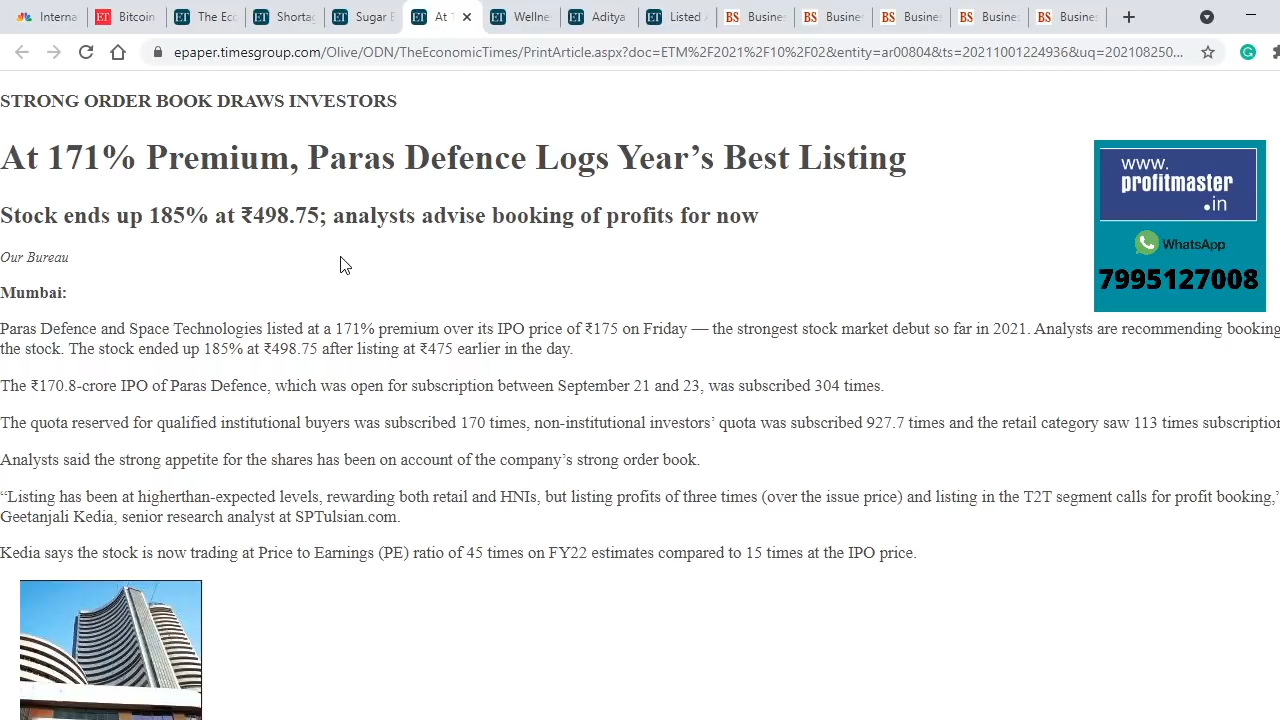 Interna
Bitcoin
The Ec
Shorta
Sugar E
At 1
Wellne
Aditya
Listed
Busine
Busine
Busine
Busine
Busine
epaper.timesgroup.com/Olive/ODN/TheEconomicTimes/PrintArticle.aspx?doc=ETM%2F2021%2F10%2F02&entity=ar00804&ts=20211001224936&uq=202108250...
STRONG ORDER BOOK DRAWS INVESTORS
At 171% Premium, Paras Defence Logs Year’s Best Listing
Stock ends up 185% at ₹498.75; analysts advise booking of profits for now
Our Bureau
Mumbai:
Paras Defence and Space Technologies listed at a 171% premium over its IPO price of ₹175 on Friday — the strongest stock market debut so far in 2021. Analysts are recommending booking
the stock. The stock ended up 185% at ₹498.75 after listing at ₹475 earlier in the day.
The ₹170.8-crore IPO of Paras Defence, which was open for subscription between September 21 and 23, was subscribed 304 times.
The quota reserved for qualified institutional buyers was subscribed 170 times, non-institutional investors’ quota was subscribed 927.7 times and the retail category saw 113 times subscription
Analysts said the strong appetite for the shares has been on account of the company’s strong order book.
“Listing has been at higherthan-expected levels, rewarding both retail and HNIs, but listing profits of three times (over the issue price) and listing in the T2T segment calls for profit booking,”
Geetanjali Kedia, senior research analyst at SPTulsian.com.
Kedia says the stock is now trading at Price to Earnings (PE) ratio of 45 times on FY22 estimates compared to 15 times at the IPO price.
www.
profitmaster
.in
WhatsApp
7995127008